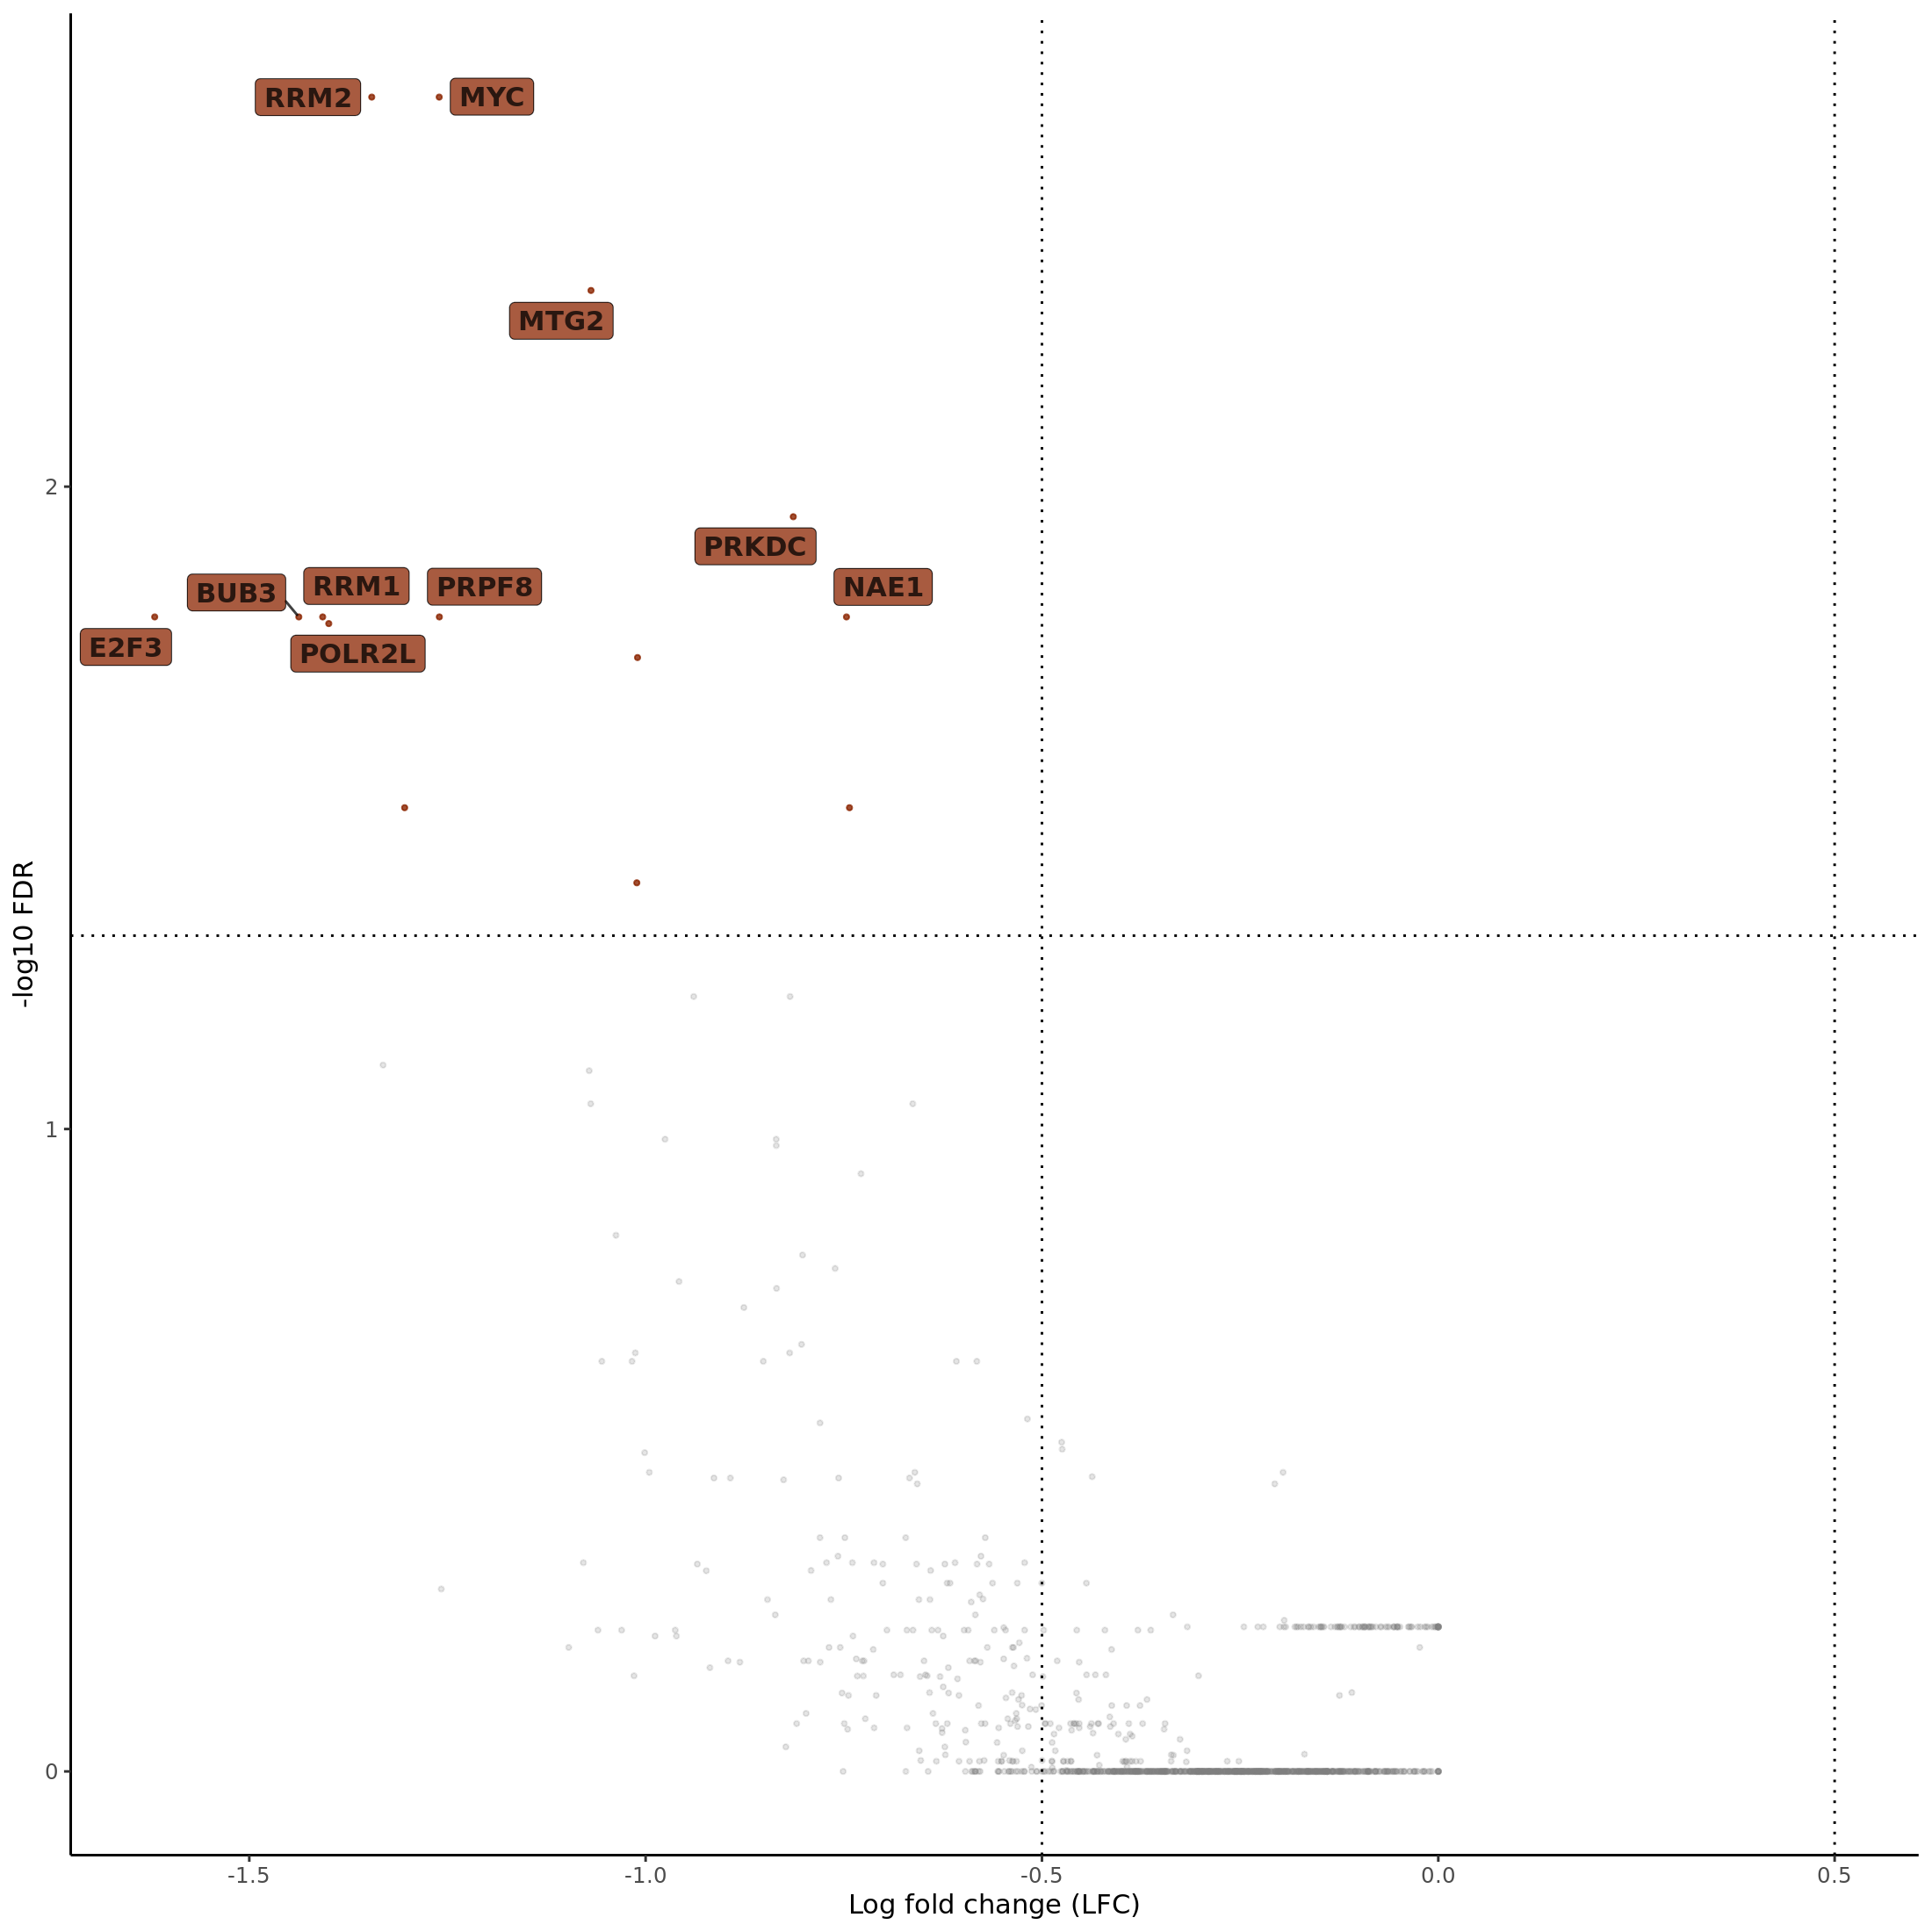 RRM2
MYC
MTG2
2
PRKDC
BUB3
RRM1
PRPF8
NAE1
E2F3
POLR2L
-log10 FDR
1
0
-1.5
-1.0
-0.5
0.0
0.5
Log fold change (LFC)